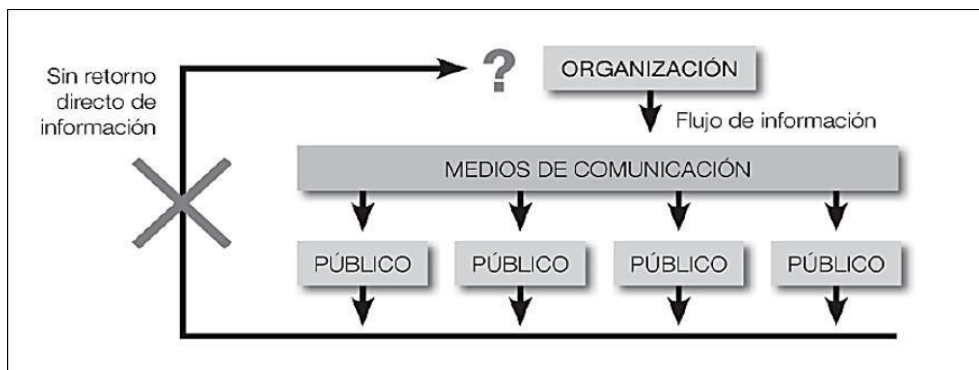 Sin retorno
directo de
información
?
ORGANIZACIÓN
Flujo de información
MEDIOS DE COMUNICACIÓN
PÚBLICO
PÚBLICO
PÚBLICO
PÚBLICO